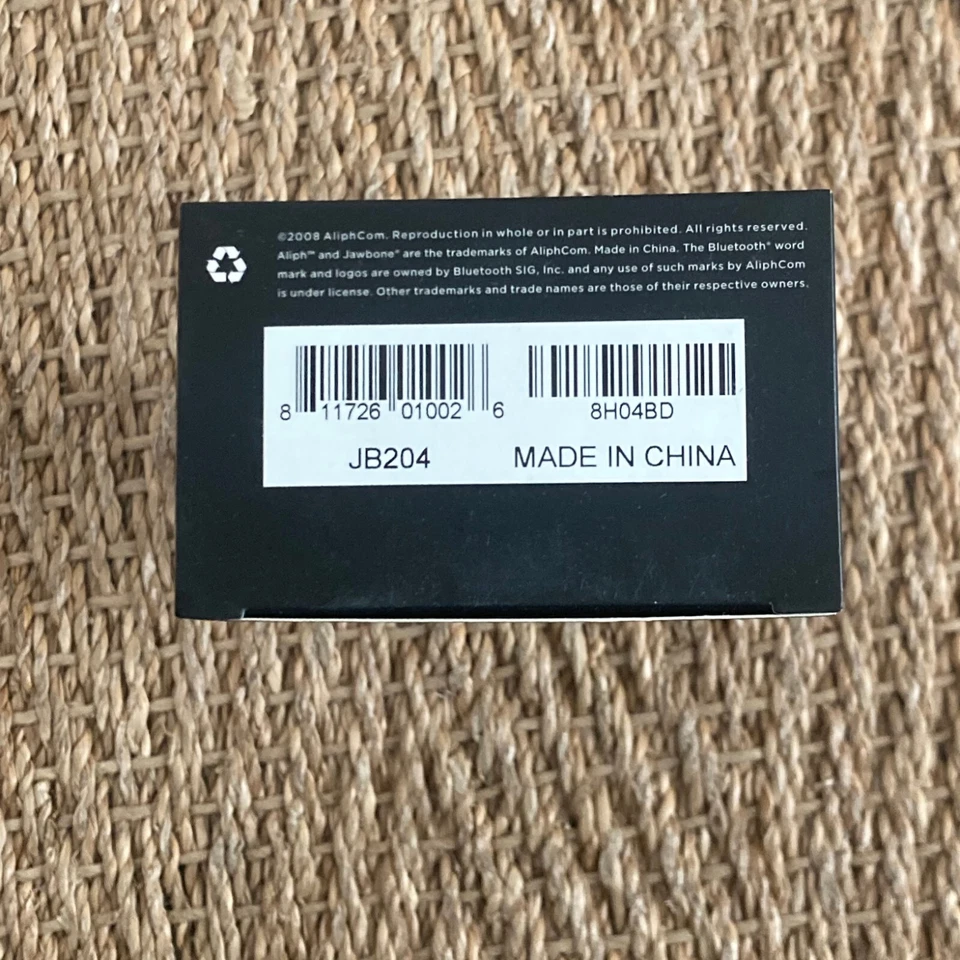 ©2008 AliphCom. Reproduction in whole or in part is prohibited. All rights reserved.
Aliph™ and Jawbone® are the trademarks of AliphCom. Made in China. The Bluetooth® word
mark and logos are owned by Bluetooth SIG, Inc. and any use of such marks by AliphCom
is under license. Other trademarks and trade names are those of their respective owners.
8 11726 01002 6
8H04BD
JB204
MADE IN CHINA